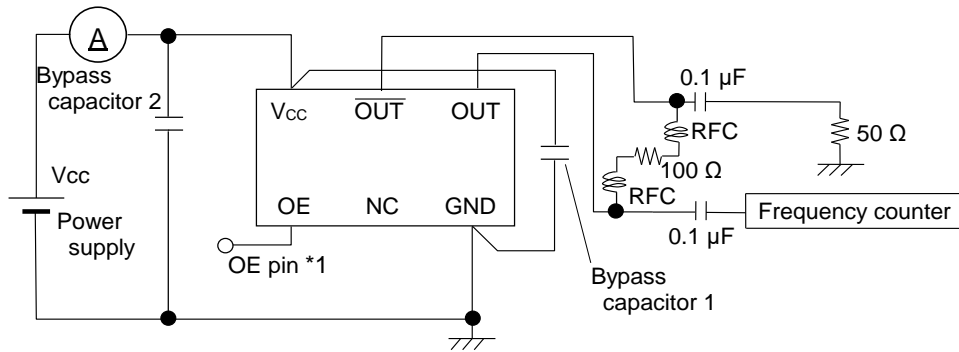 A
Bypass
capacitor 2
Vcc
Power
supply
VCC
OUT
OUT
OE
NC
GND
OE pin *1
Bypass
capacitor 1
0.1 µF
RFC
100 Ω
RFC
0.1 µF
50 Ω
Frequency counter